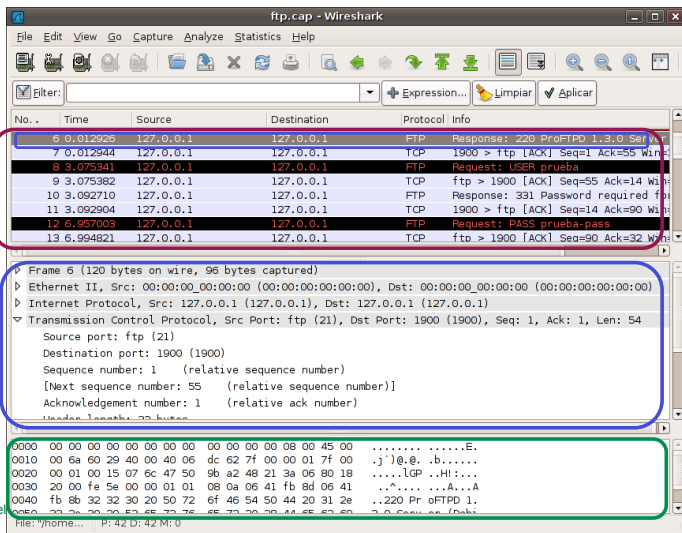 ftp.cap - Wireshark
File Edit View Go Capture Analyze Statistics Help
Filter: Expression... Limpiar Aplicar
No. . Time Source Destination Protocol Info
6 0.012926 127.0.0.1 127.0.0.1 FTP Response: 220 ProFTPD 1.3.0 Server
7 0.012944 127.0.0.1 127.0.0.1 TCP 1900 > ftp [ACK] Seq=1 Ack=55 Win=
8 3.075341 127.0.0.1 127.0.0.1 FTP Request: USER prueba
9 3.075382 127.0.0.1 127.0.0.1 TCP ftp > 1900 [ACK] Seq=55 Ack=14 Win=
10 3.092710 127.0.0.1 127.0.0.1 FTP Response: 331 Password required for
11 3.092904 127.0.0.1 127.0.0.1 TCP 1900 > ftp [ACK] Seq=14 Ack=90 Win=
12 6.957003 127.0.0.1 127.0.0.1 FTP Request: PASS prueba-pass
13 6.994821 127.0.0.1 127.0.0.1 TCP ftp > 1900 [ACK] Seq=90 Ack=32 Win=
Frame 6 (120 bytes on wire, 96 bytes captured)
Ethernet II, Src: 00:00:00_00:00:00 (00:00:00:00:00:00), Dst: 00:00:00_00:00:00 (00:00:00:00:00:00)
Internet Protocol, Src: 127.0.0.1 (127.0.0.1), Dst: 127.0.0.1 (127.0.0.1)
Transmission Control Protocol, Src Port: ftp (21), Dst Port: 1900 (1900), Seq: 1, Ack: 1, Len: 54
Source port: ftp (21)
Destination port: 1900 (1900)
Sequence number: 1 (relative sequence number)
[Next sequence number: 55 (relative sequence number)]
Acknowledgement number: 1 (relative ack number)
Header length: 32 bytes
0000 00 00 00 00 00 00 00 00 00 00 00 00 08 00 45 00 ........ ......E.
0010 00 6a 60 29 40 00 40 06 dc 62 7f 00 00 01 7f 00 .j`)@.@. .b......
0020 00 01 00 15 07 6c 47 50 9b a2 48 21 3a 06 80 18 .....lGP ..H!:...
0030 20 00 fe 5e 00 00 01 01 08 0a 06 41 fb 8d 06 41 ..^.... ...A...A
0040 fb 8b 32 32 30 20 50 72 6f 46 54 50 44 20 31 2e ..220 Pr oFTPD 1.
el
File: "/home... P: 42 D: 42 M: 0